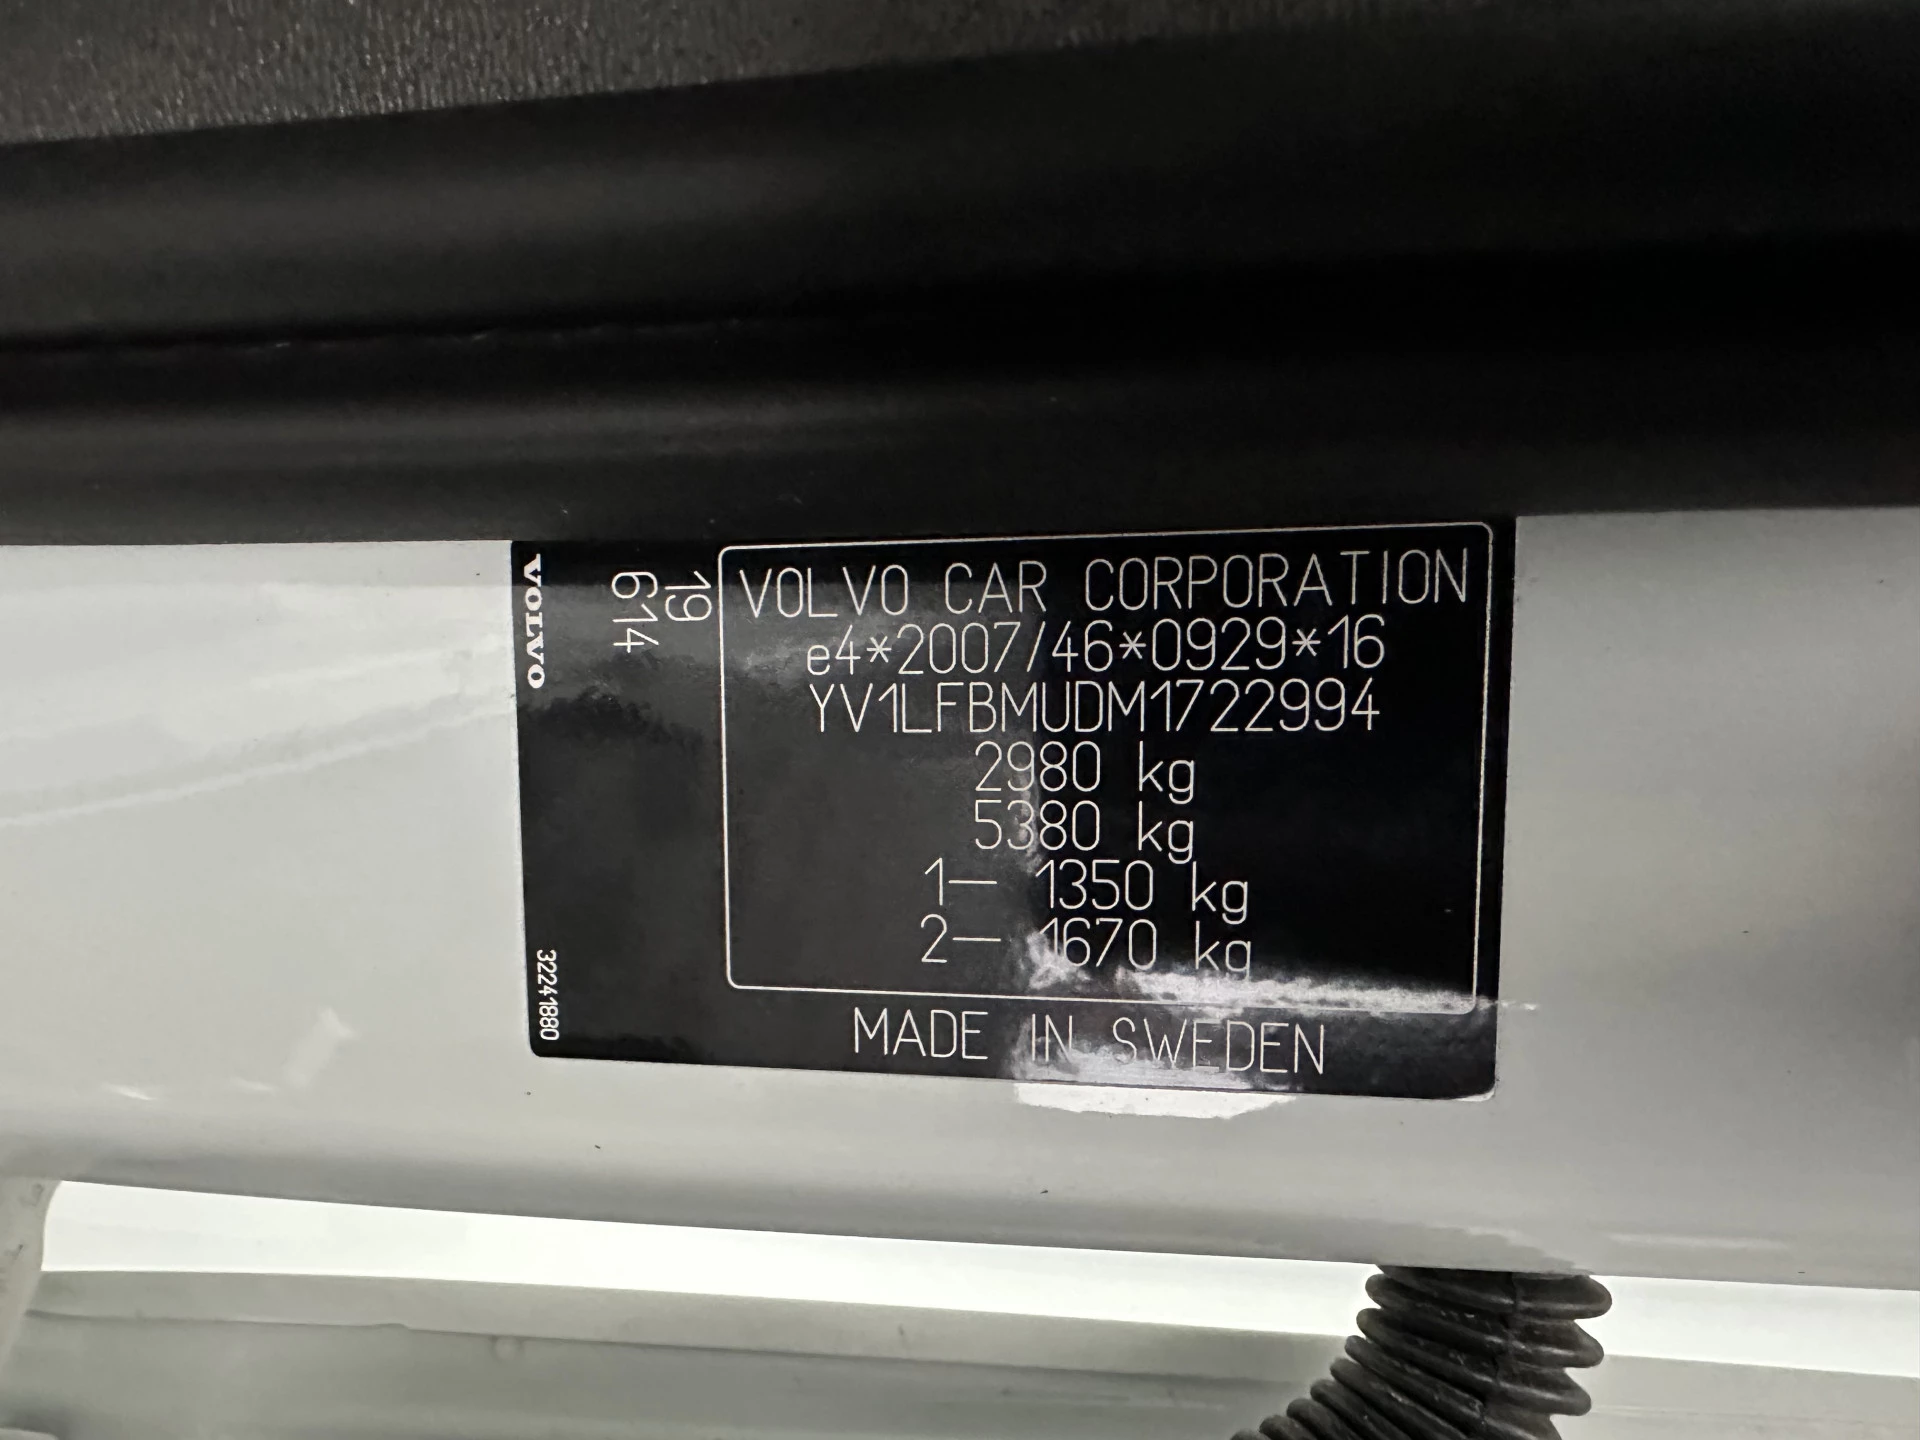 VOLVO
19
614
VOLVO CAR CORPORATION
e4*2007/46*0929*16
YV1LFBMUDM1722994
2980 kg
5380 kg
1– 1350 kg
2– 1670 kg
MADE IN SWEDEN
32241880